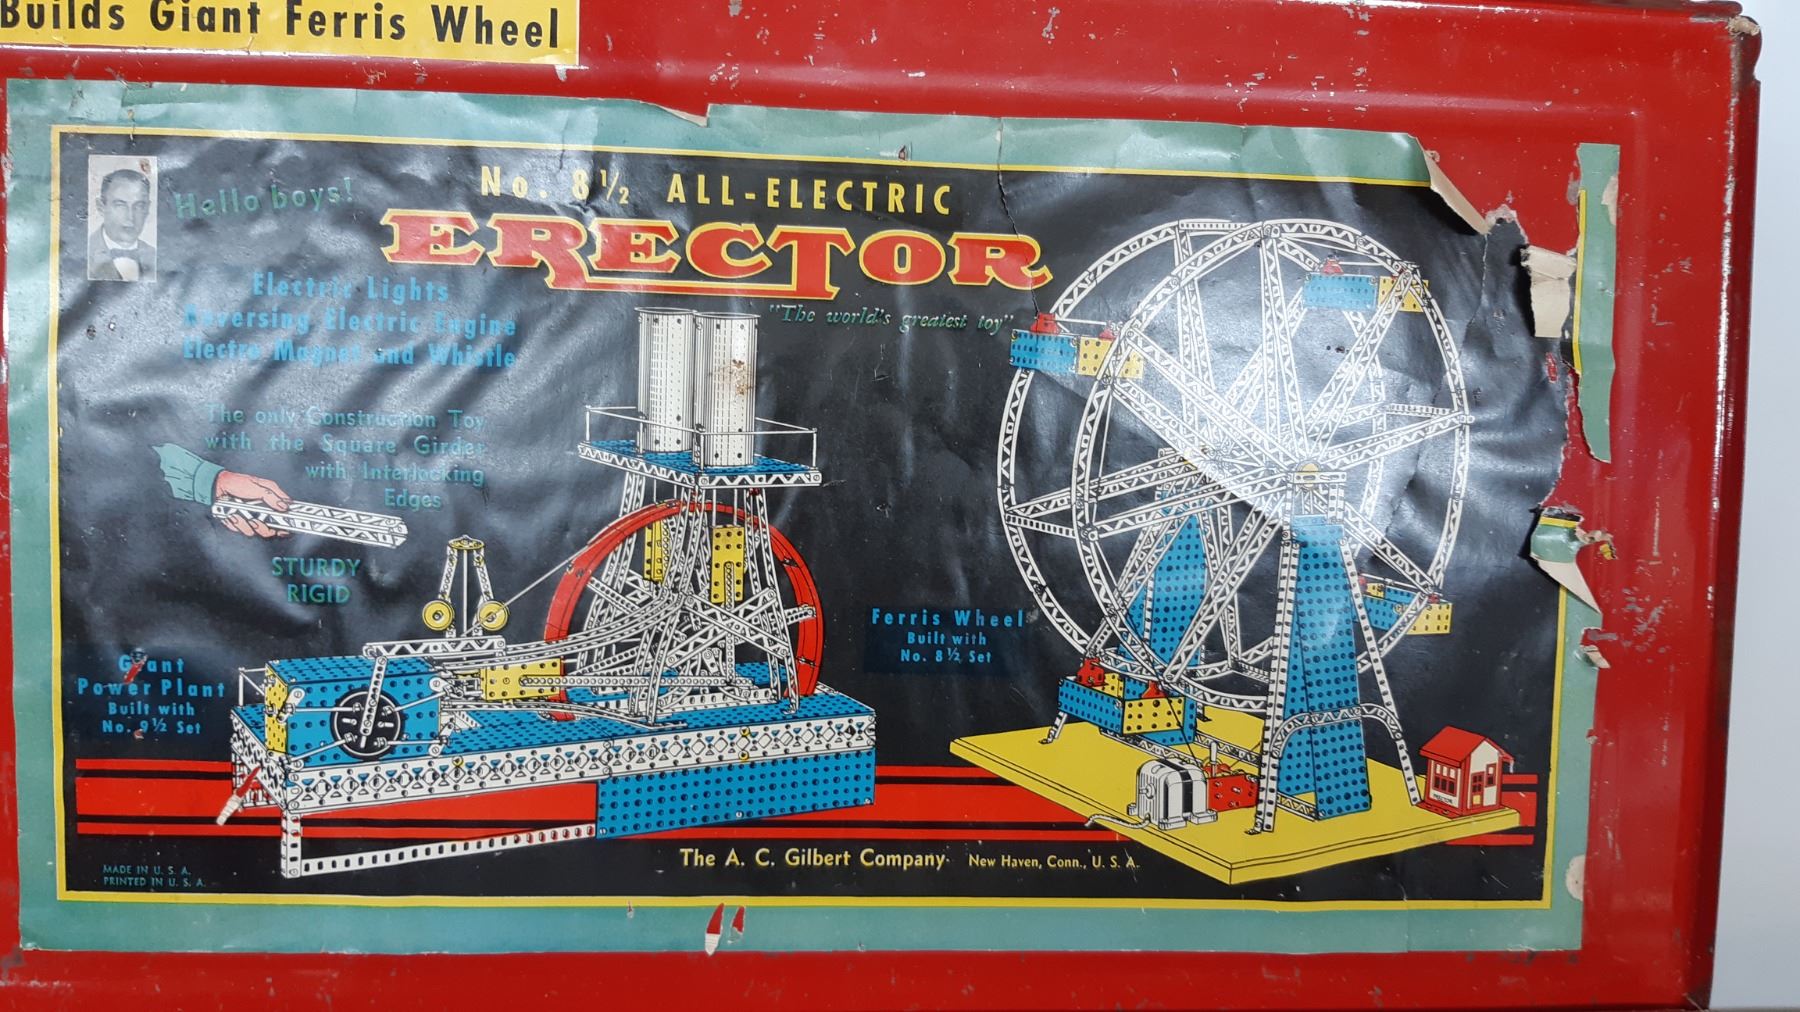 Builds Giant Ferris Wheel
Hello boys!
No. 8½ ALL-ELECTRIC
ERECTOR
"The world's greatest toy"
Electric Lights
Reversing Electric Engine
Electro Magnet and Whistle
The only Construction Toy
with the Square Girder
with Interlocking
Edges
STURDY
RIGID
Giant
Power Plant
Built with
No. 9½ Set
Ferris Wheel
Built with
No. 8½ Set
The A. C. Gilbert Company New Haven, Conn., U. S. A.
MADE IN U. S. A.
PRINTED IN U. S. A.